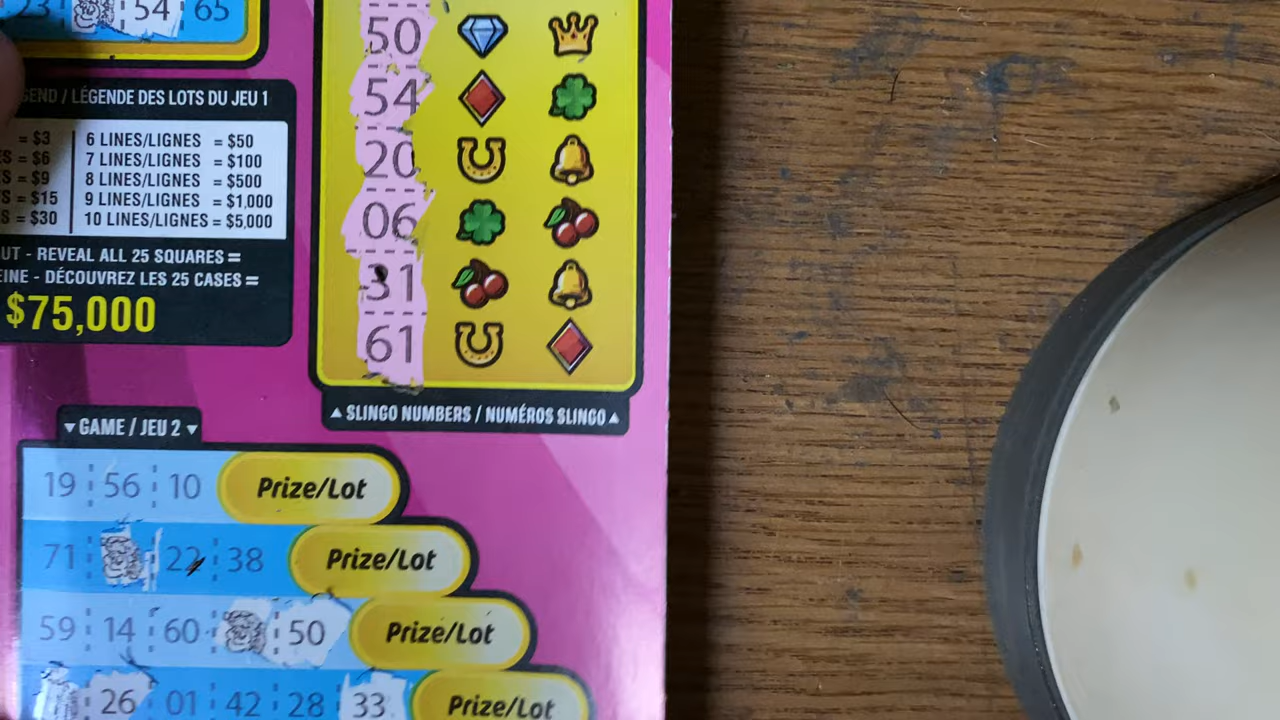 23 54 65
50
54
20
06
31
61
▲ SLINGO NUMBERS / NUMÉROS SLINGO ▲
/ LÉGENDE DES LOTS DU JEU 1
= $3 6 LINES/LIGNES = $50
= $6 7 LINES/LIGNES = $100
= $9 8 LINES/LIGNES = $500
= $15 9 LINES/LIGNES = $1,000
= $30 10 LINES/LIGNES = $5,000
- REVEAL ALL 25 SQUARES =
- DÉCOUVREZ LES 25 CASES =
$75,000
▼ GAME / JEU 2 ▼
19 56 10 Prize/Lot
71 22 38 Prize/Lot
59 14 60 50 Prize/Lot
26 01 42 28 33 Prize/Lot